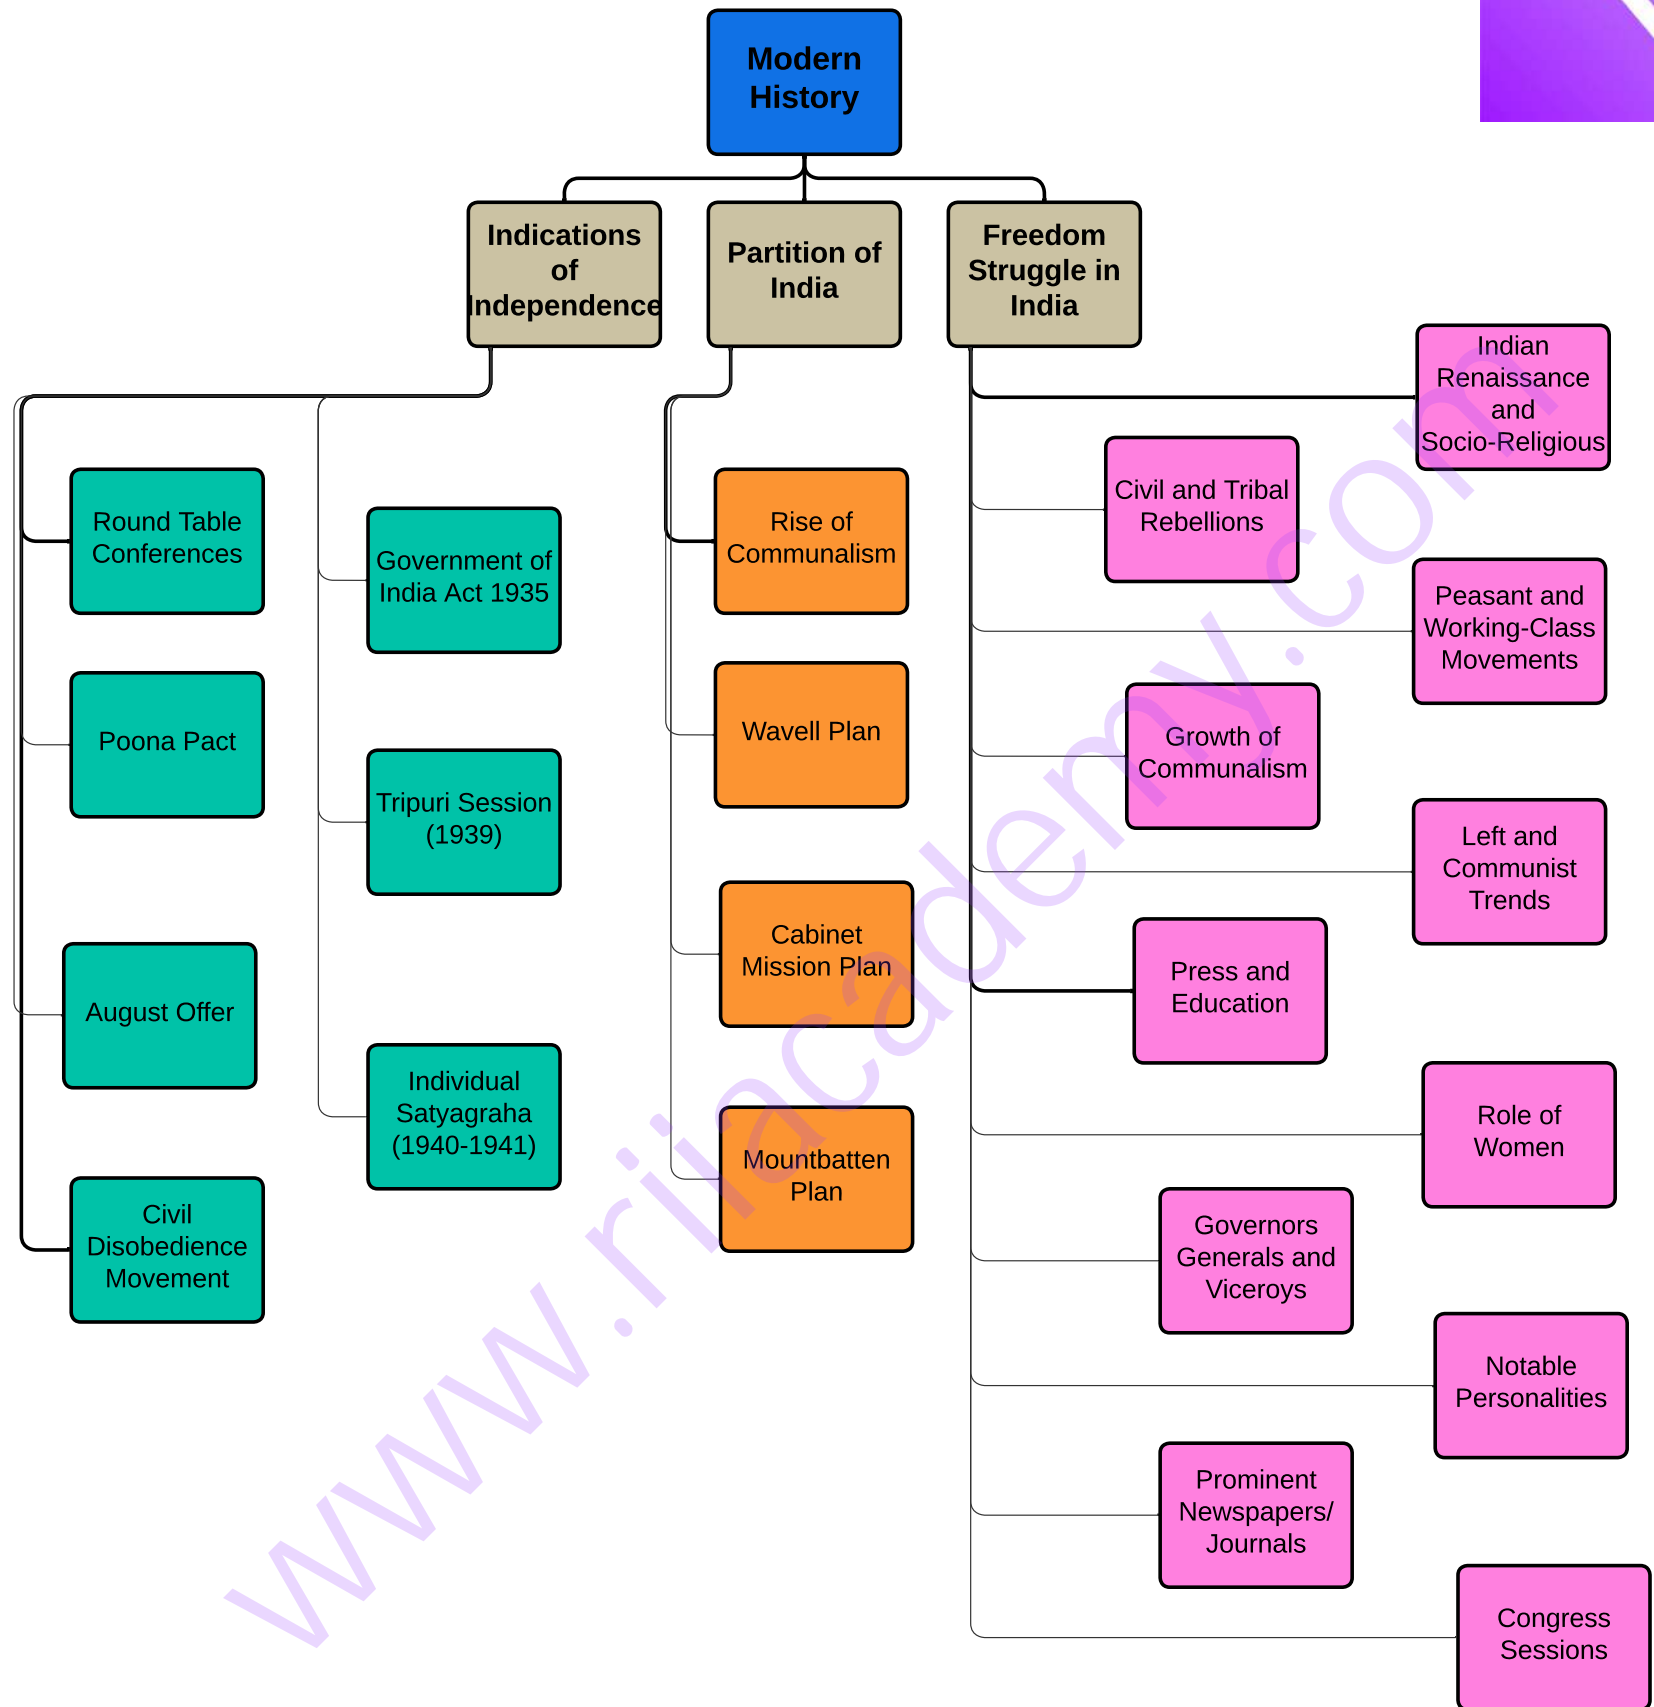 Modern
History
Indications
of
Independence
Partition of
India
Freedom
Struggle in
India
Round Table
Conferences
Poona Pact
August Offer
Civil
Disobedience
Movement
Government of
India Act 1935
Tripuri Session
(1939)
Individual
Satyagraha
(1940-1941)
Rise of
Communalism
Wavell Plan
Cabinet
Mission Plan
Mountbatten
Plan
Indian
Renaissance
and
Socio-Religious
Civil and Tribal
Rebellions
Peasant and
Working-Class
Movements
Growth of
Communalism
Left and
Communist
Trends
Press and
Education
Role of
Women
Governors
Generals and
Viceroys
Notable
Personalities
Prominent
Newspapers/
Journals
Congress
Sessions
www.rijacademy.com